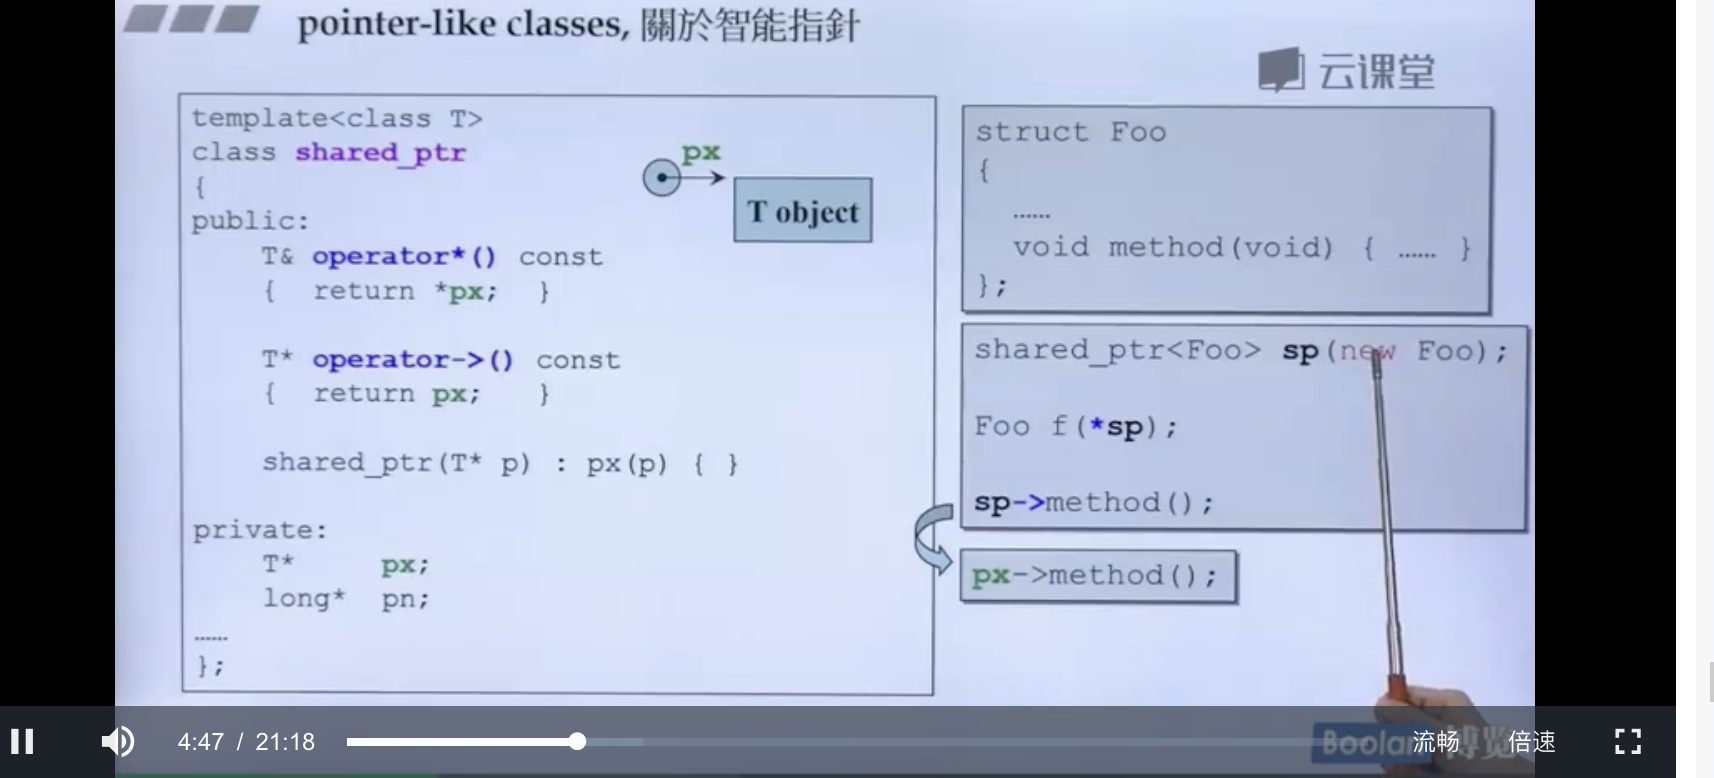 pointer-like classes, 關於智能指針
云课堂
template<class T>
class shared_ptr
{
public:
T& operator*() const
{ return *px; }
T* operator->() const
{ return px; }
shared_ptr(T* p) : px(p) { }
private:
T* px;
long* pn;
......
};
px
T object
struct Foo
{
......
void method(void) { ...... }
};
shared_ptr<Foo> sp(new Foo);
Foo f(*sp);
sp->method();
px->method();
Boolan 博览
4:47 / 21:18
流畅
倍速